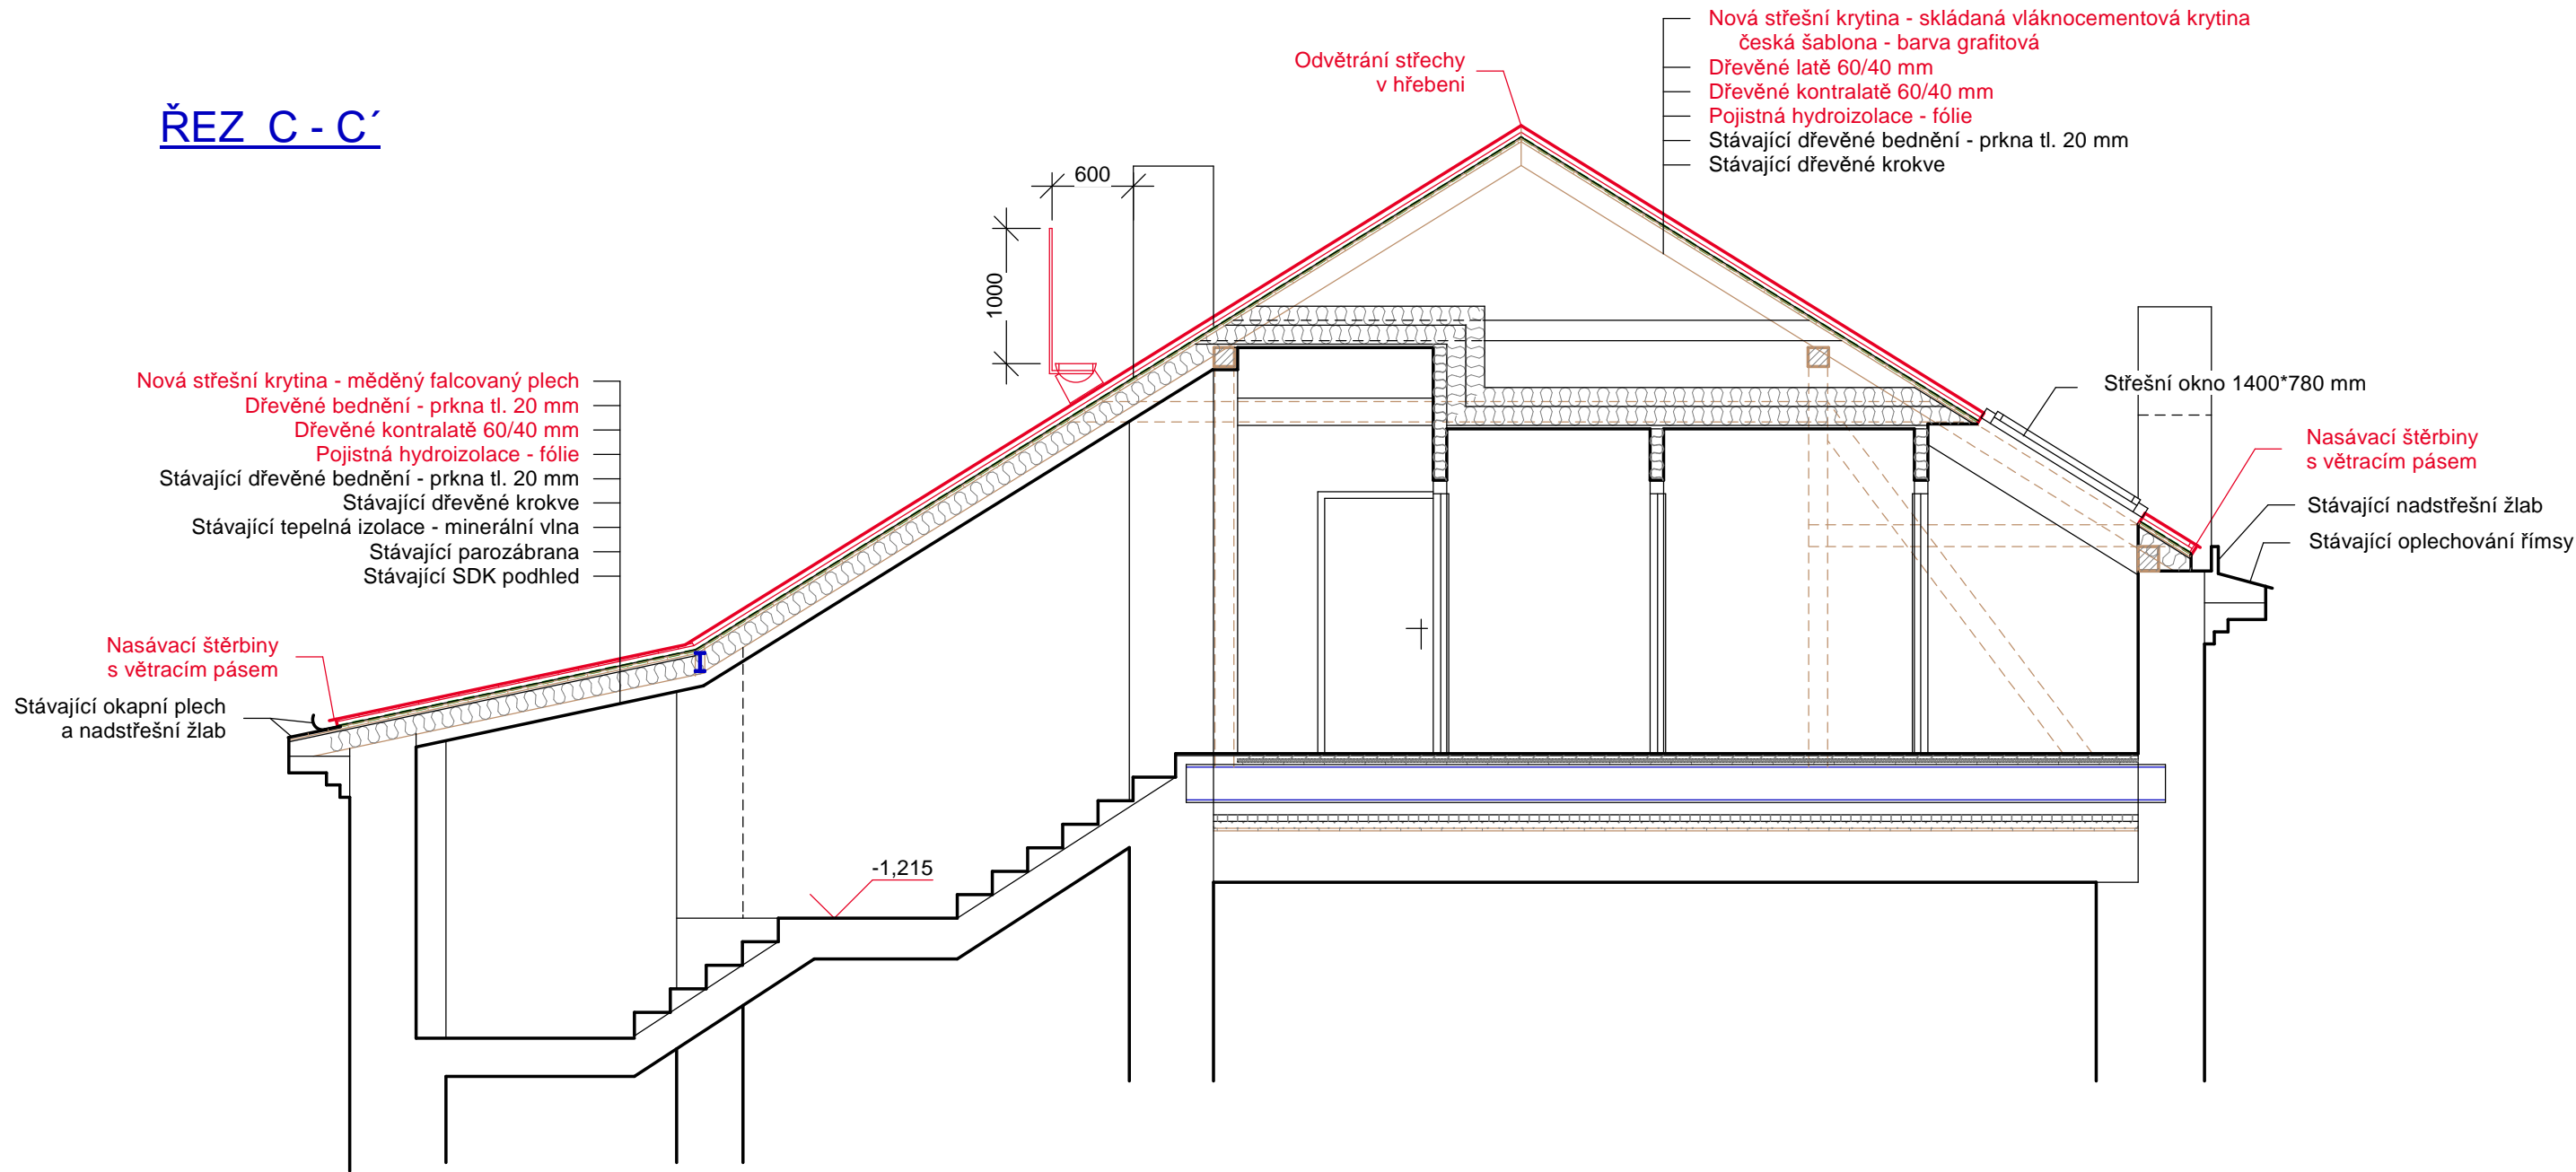 ŘEZ C - C´
Odvětrání střechy
v hřebeni
Nová střešní krytina - skládaná vláknocementová krytina
česká šablona - barva grafitová
Dřevěné latě 60/40 mm
Dřevěné kontralatě 60/40 mm
Pojistná hydroizolace - fólie
Stávající dřevěné bednění - prkna tl. 20 mm
Stávající dřevěné krokve
600
1000
Nová střešní krytina - měděný falcovaný plech
Dřevěné bednění - prkna tl. 20 mm
Dřevěné kontralatě 60/40 mm
Pojistná hydroizolace - fólie
Stávající dřevěné bednění - prkna tl. 20 mm
Stávající dřevěné krokve
Stávající tepelná izolace - minerální vlna
Stávající parozábrana
Stávající SDK podhled
Střešní okno 1400*780 mm
Nasávací štěrbiny
s větracím pásem
Stávající nadstřešní žlab
Stávající oplechování římsy
Nasávací štěrbiny
s větracím pásem
Stávající okapní plech
a nadstřešní žlab
-1,215